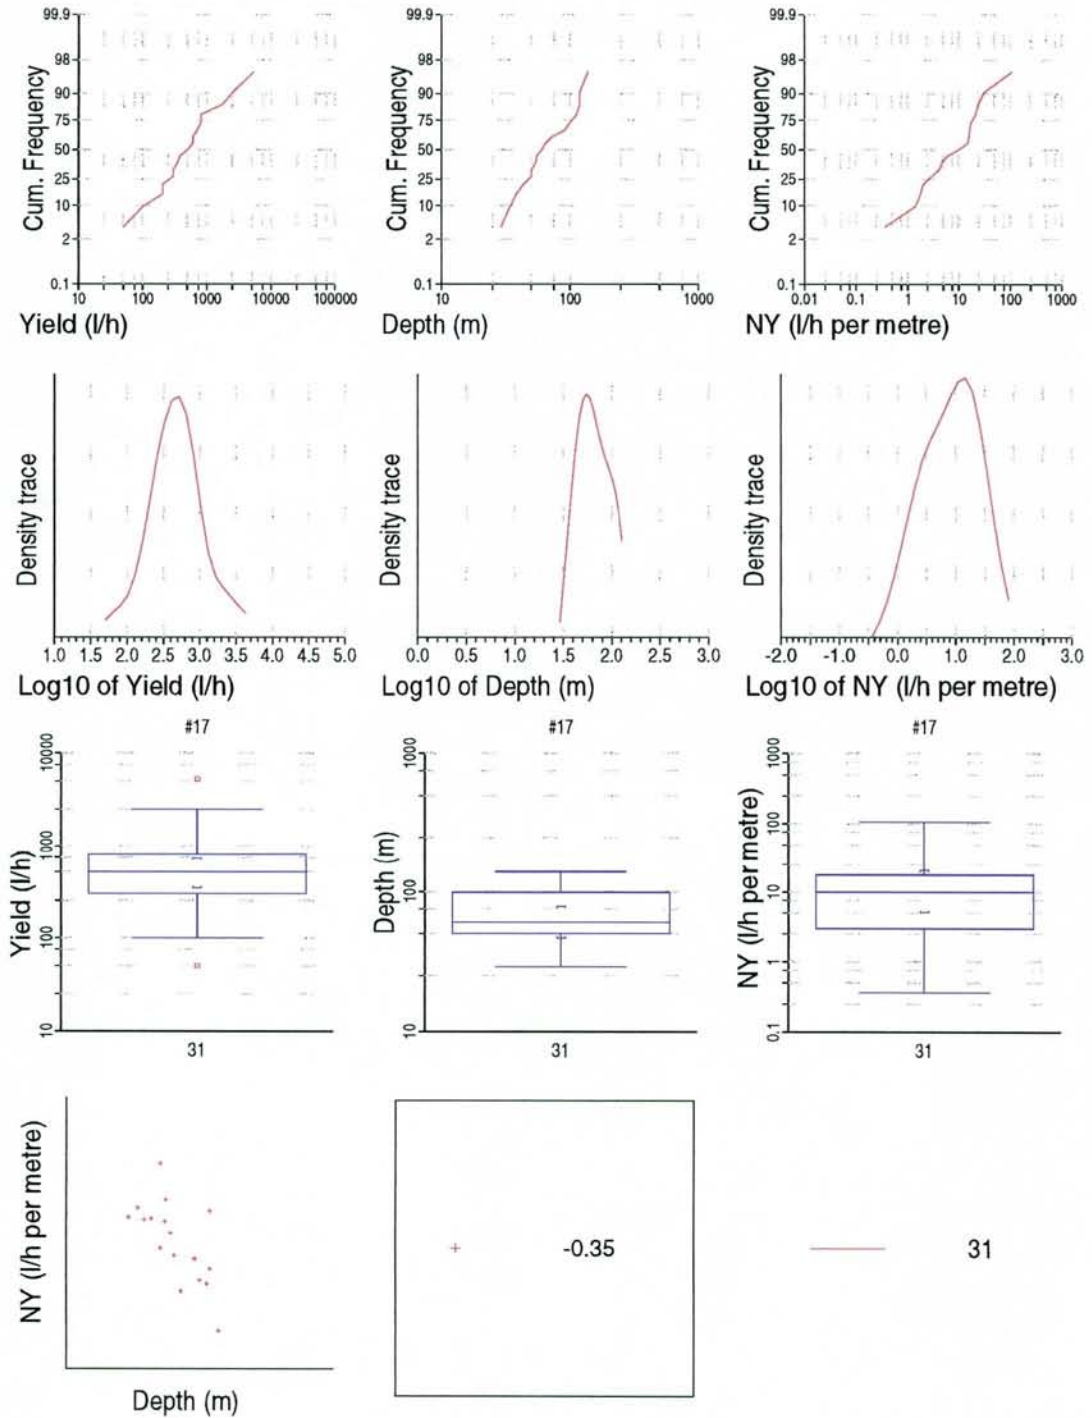 99.9
98
90
75
50
25
10
2
0.1
Cum. Frequency
10 100 1000 10000 100000
Yield (l/h)
99.9
98
90
75
50
25
10
2
0.1
Cum. Frequency
10 100 1000
Depth (m)
99.9
98
90
75
50
25
10
2
0.1
Cum. Frequency
0.01 0.1 1 10 100 1000
NY (l/h per metre)
Density trace
1.0 1.5 2.0 2.5 3.0 3.5 4.0 4.5 5.0
Log10 of Yield (l/h)
Density trace
0.0 0.5 1.0 1.5 2.0 2.5 3.0
Log10 of Depth (m)
Density trace
-2.0 -1.0 0.0 1.0 2.0 3.0
Log10 of NY (l/h per metre)
#17
10000
1000
100
10
Yield (l/h)
31
#17
1000
100
10
Depth (m)
31
#17
1000
100
10
1
0.1
NY (l/h per metre)
31
NY (l/h per metre)
Depth (m)
-0.35
31